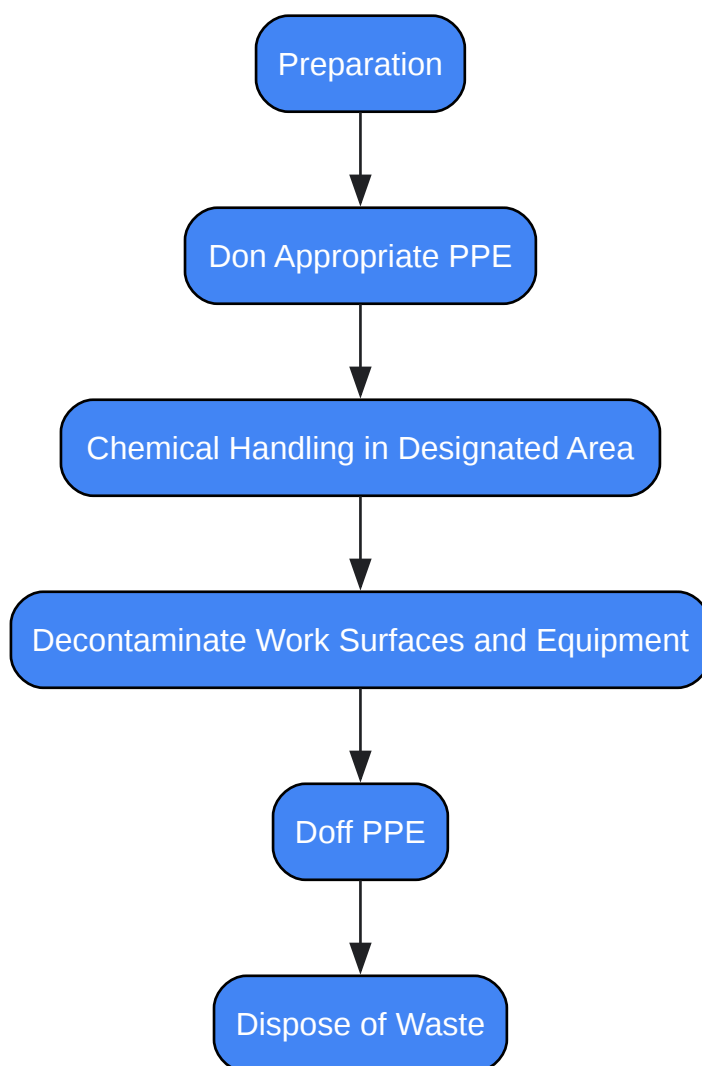 Preparation
Don Appropriate PPE
Chemical Handling in Designated Area
Decontaminate Work Surfaces and Equipment
Doff PPE
Dispose of Waste